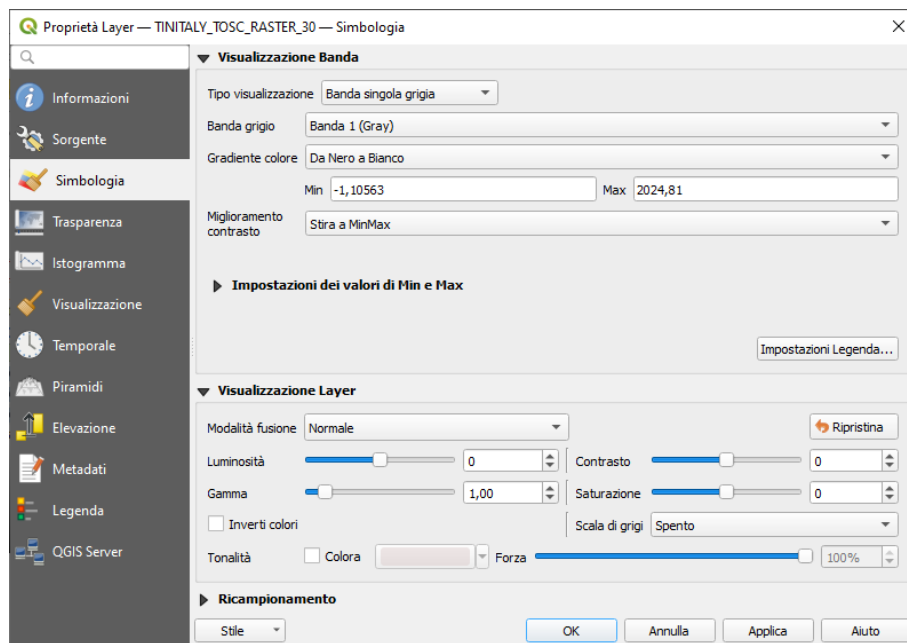 Proprietà Layer — TINITALY_TOSC_RASTER_30 — Simbologia
Informazioni
Sorgente
Simbologia
Trasparenza
Istogramma
Visualizzazione
Temporale
Piramidi
Elevazione
Metadati
Legenda
QGIS Server
Visualizzazione Banda
Tipo visualizzazione Banda singola grigia
Banda grigio Banda 1 (Gray)
Gradiente colore Da Nero a Bianco
Min -1,10563 Max 2024,81
Miglioramento
contrasto Stira a MinMax
Impostazioni dei valori di Min e Max
Impostazioni Legenda...
Visualizzazione Layer
Modalità fusione Normale Ripristina
Luminosità 0 Contrasto 0
Gamma 1,00 Saturazione 0
Inverti colori Scala di grigi Spento
Tonalità Colora Forza 100%
Ricampionamento
Stile OK Annulla Applica Aiuto